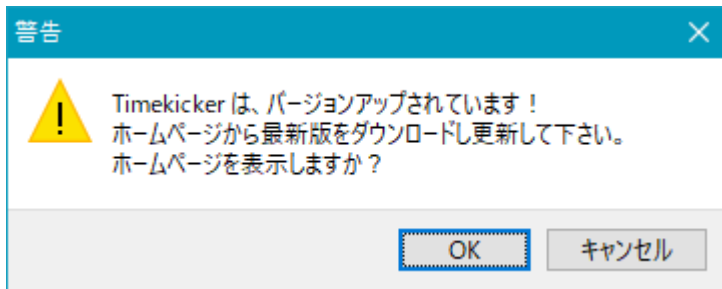 警告
Timekicker は、バージョンアップされています！
ホームページから最新版をダウンロードし更新して下さい。
ホームページを表示しますか？
OK
キャンセル